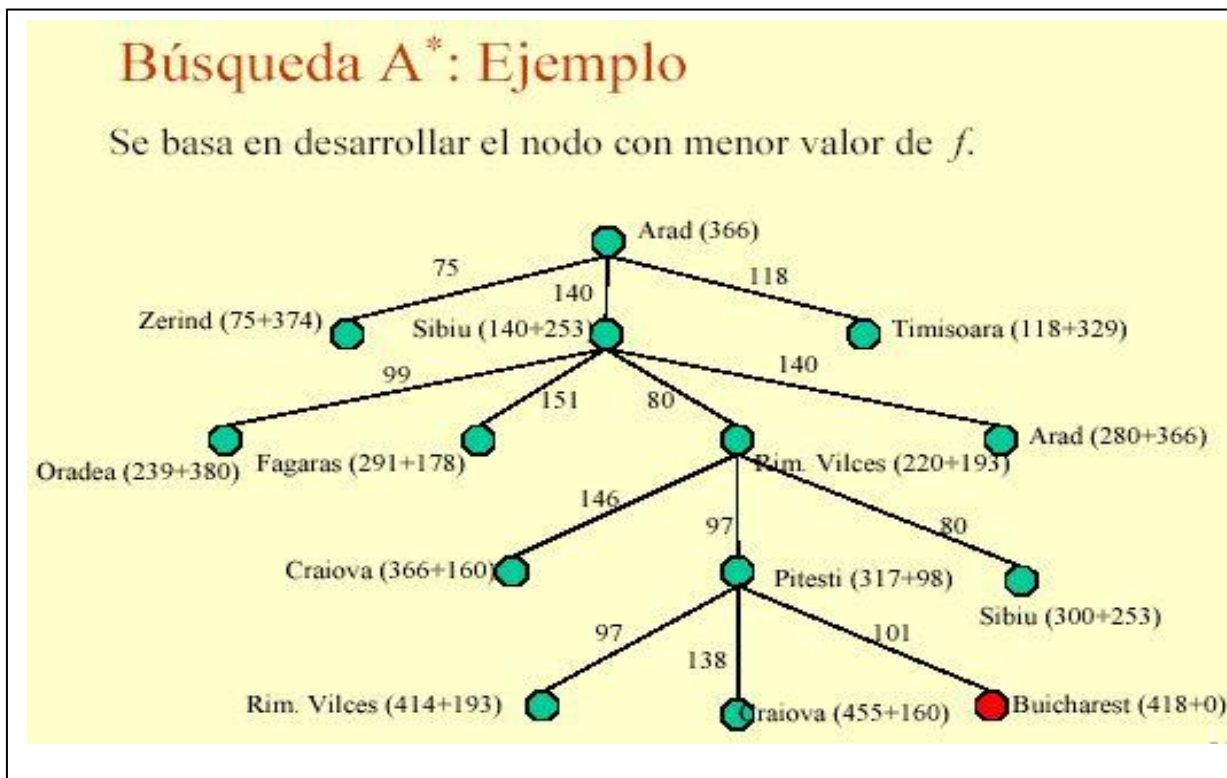 Búsqueda A*: Ejemplo
Se basa en desarrollar el nodo con menor valor de f.
Arad (366)
75
140
118
Zerind (75+374)
Sibiu (140+253)
Timisoara (118+329)
99
151
80
140
Oradea (239+380)
Fagaras (291+178)
Rim. Vilces (220+193)
Arad (280+366)
146
97
80
Craiova (366+160)
Pitesti (317+98)
Sibiu (300+253)
97
138
101
Rim. Vilces (414+193)
Craiova (455+160)
Buicharest (418+0)